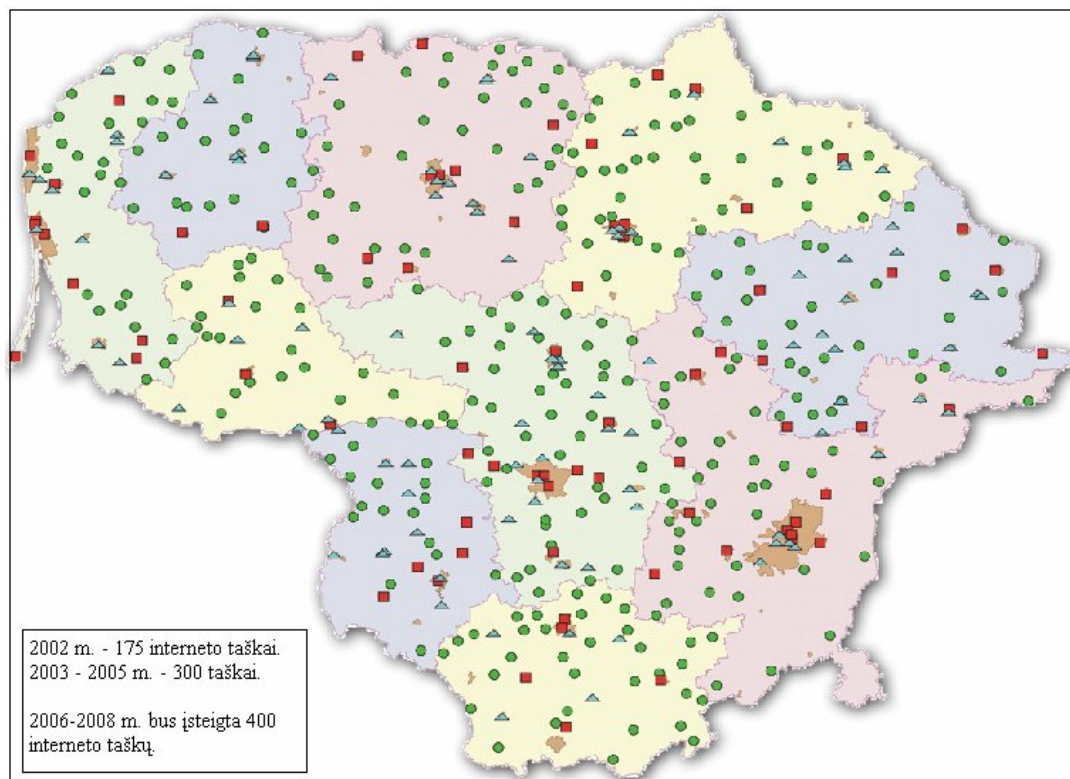 2002 m. - 175 interneto taškai.
2003 - 2005 m. - 300 taškai.
2006-2008 m. bus įsteigta 400
interneto taškų.